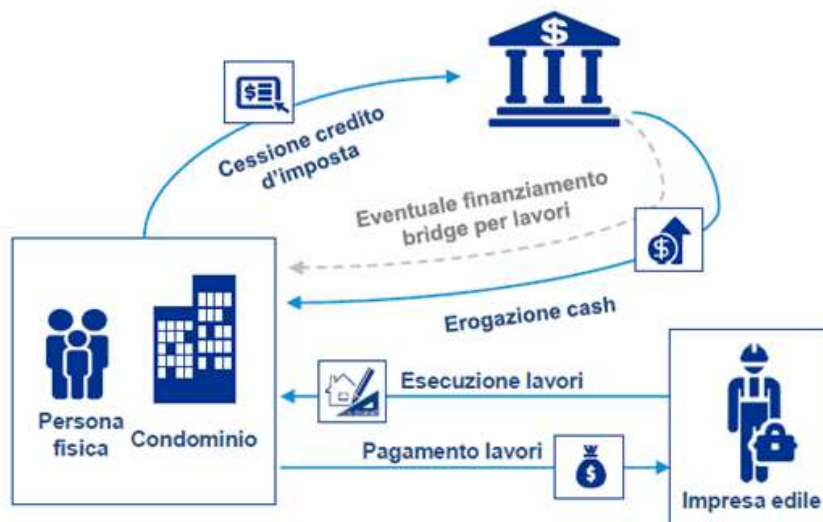 $
$
Cessione credito
d'imposta
Eventuale finanziamento
bridge per lavori
$
Erogazione cash
Persona
fisica
Condominio
Esecuzione lavori
Pagamento lavori
$
Impresa edile